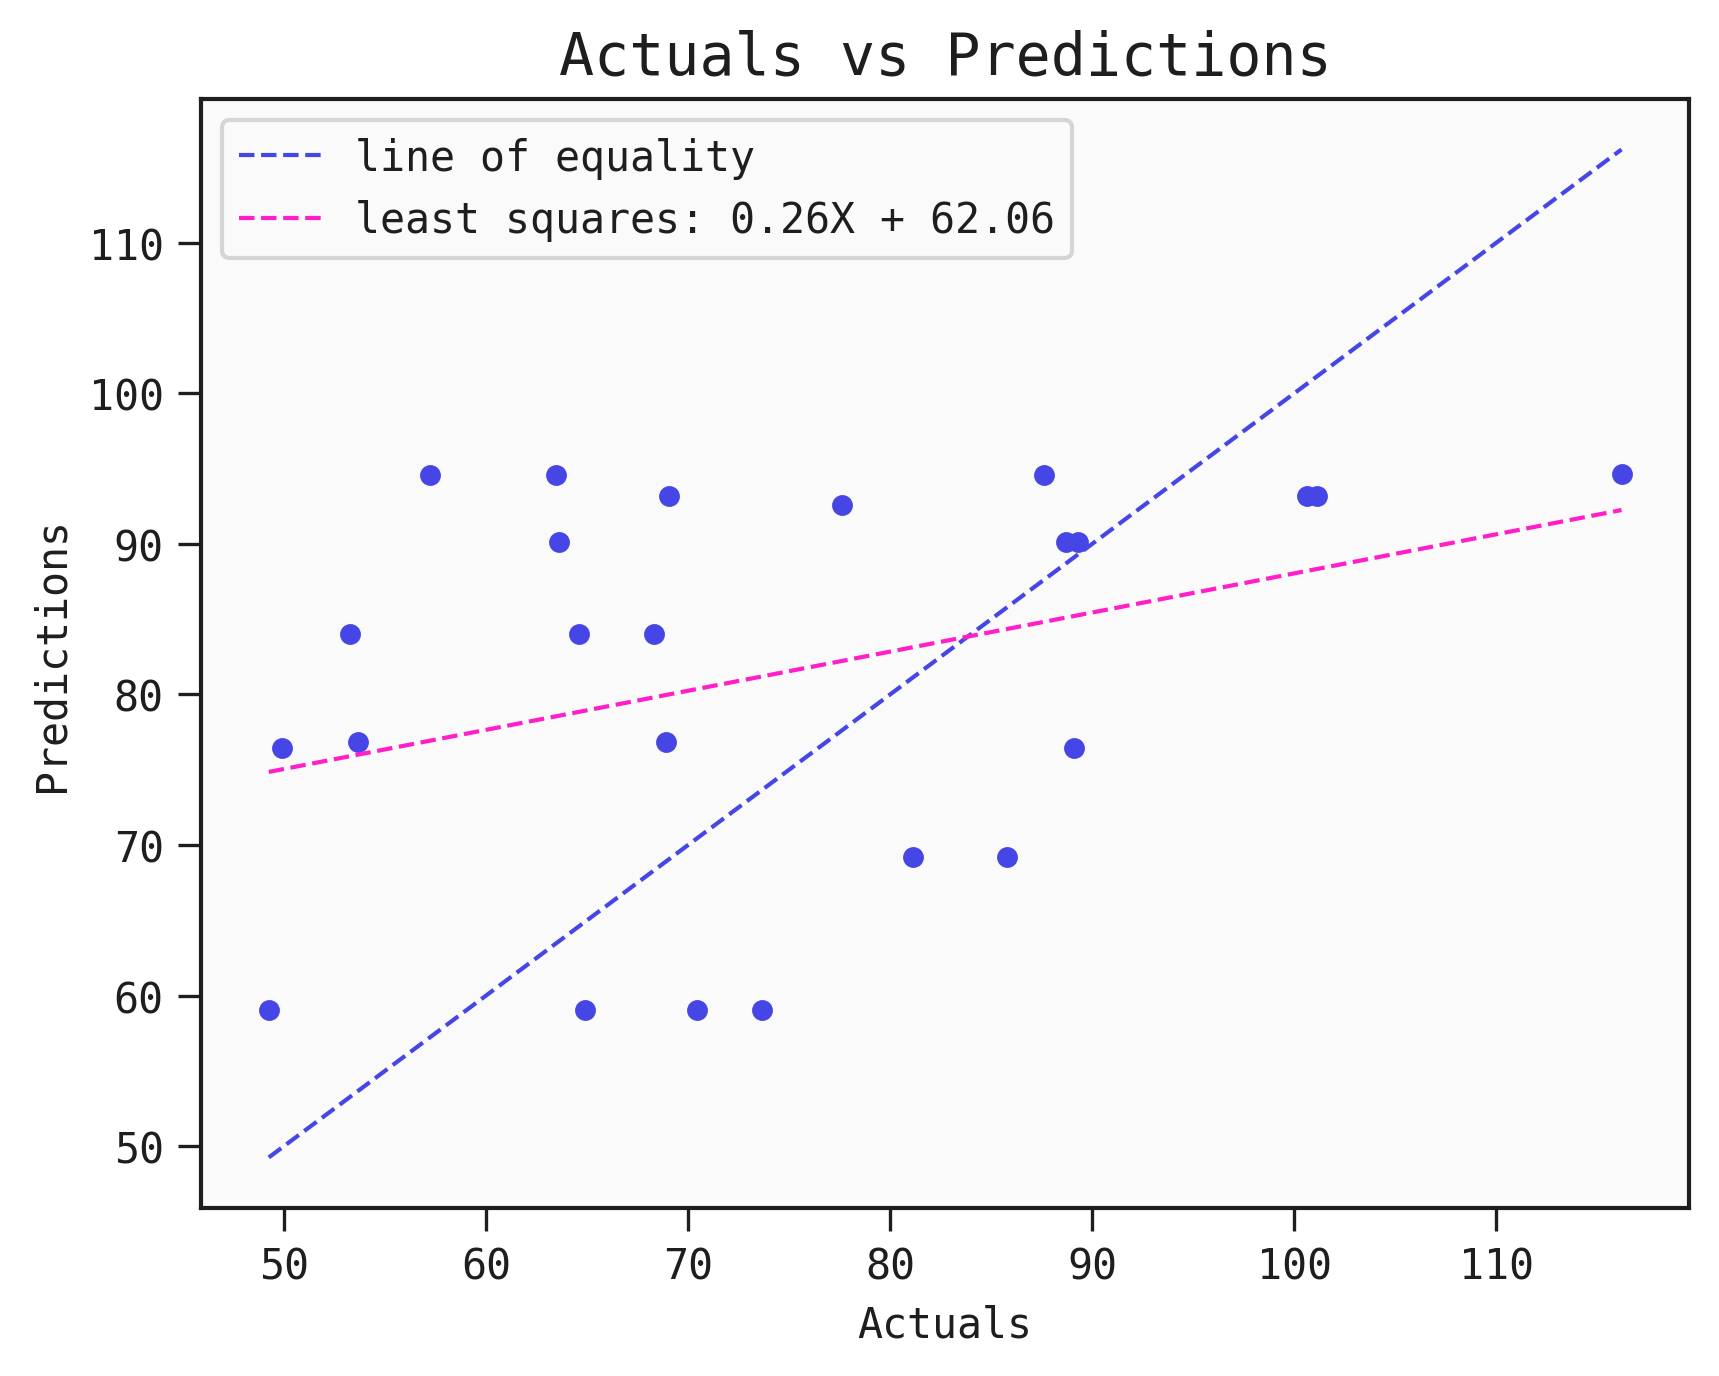 Actuals vs Predictions
line of equality
least squares: 0.26X + 62.06
110
100
90
80
70
60
50
Predictions
50 60 70 80 90 100 110
Actuals